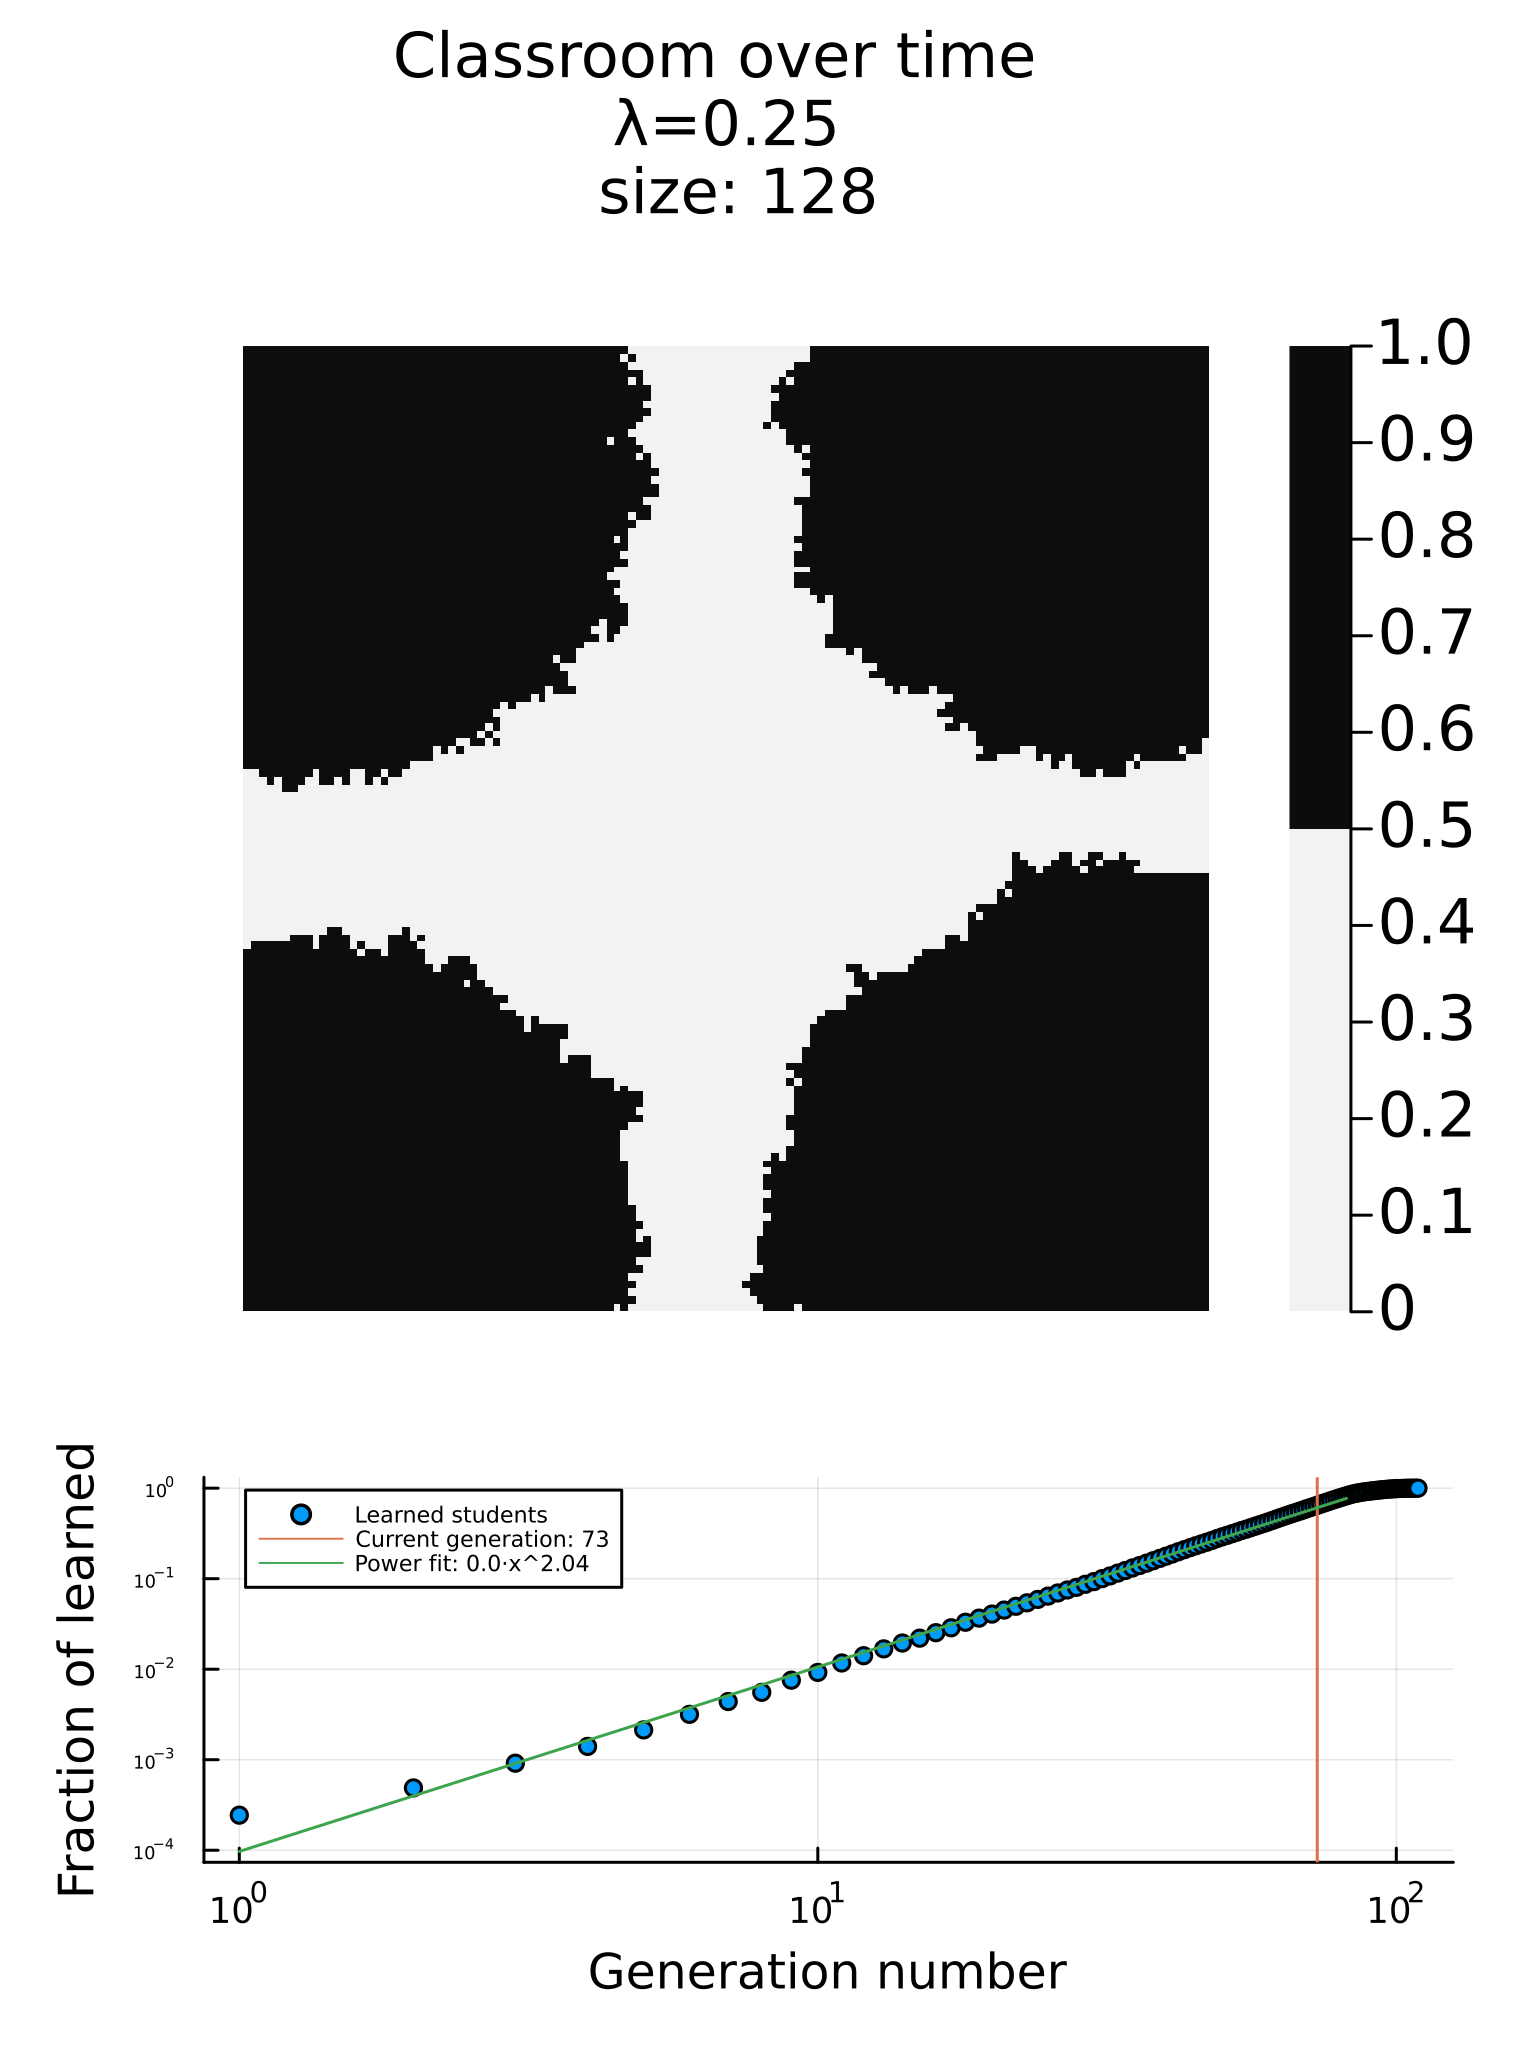 Classroom over time
λ=0.25
size: 128
1.0
0.9
0.8
0.7
0.6
0.5
0.4
0.3
0.2
0.1
0
Fraction of learned
10^0
10^-1
10^-2
10^-3
10^-4
Learned students
Current generation: 73
Power fit: 0.0·x^2.04
10^0 10^1 10^2
Generation number